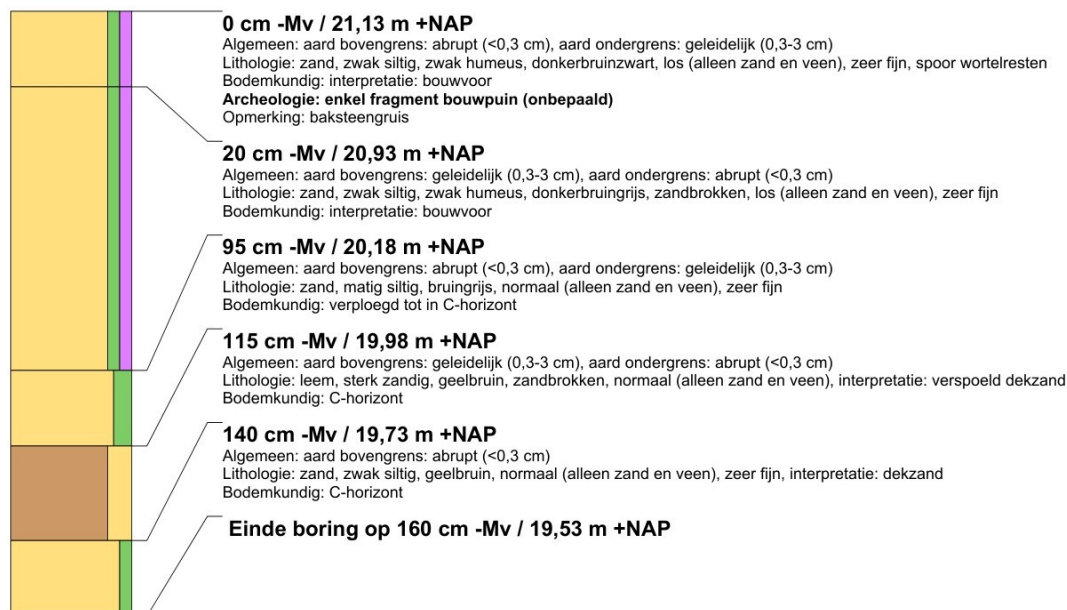 0 cm -Mv / 21,13 m +NAP
Algemeen: aard bovengrens: abrupt (<0,3 cm), aard ondergrens: geleidelijk (0,3-3 cm)
Lithologie: zand, zwak siltig, zwak humeus, donkerbruinzwart, los (alleen zand en veen), zeer fijn, spoor wortelresten
Bodemkundig: interpretatie: bouwvoor
Archeologie: enkel fragment bouwpuin (onbepaald)
Opmerking: baksteengruis
20 cm -Mv / 20,93 m +NAP
Algemeen: aard bovengrens: geleidelijk (0,3-3 cm), aard ondergrens: abrupt (<0,3 cm)
Lithologie: zand, zwak siltig, zwak humeus, donkerbruingrijs, zandbrokken, los (alleen zand en veen), zeer fijn
Bodemkundig: interpretatie: bouwvoor
95 cm -Mv / 20,18 m +NAP
Algemeen: aard bovengrens: abrupt (<0,3 cm), aard ondergrens: geleidelijk (0,3-3 cm)
Lithologie: zand, matig siltig, bruingrijs, normaal (alleen zand en veen), zeer fijn
Bodemkundig: verploegd tot in C-horizont
115 cm -Mv / 19,98 m +NAP
Algemeen: aard bovengrens: geleidelijk (0,3-3 cm), aard ondergrens: abrupt (<0,3 cm)
Lithologie: leem, sterk zandig, geelbruin, zandbrokken, normaal (alleen zand en veen), interpretatie: verspoeld dekzand
Bodemkundig: C-horizont
140 cm -Mv / 19,73 m +NAP
Algemeen: aard bovengrens: abrupt (<0,3 cm)
Lithologie: zand, zwak siltig, geelbruin, normaal (alleen zand en veen), zeer fijn, interpretatie: dekzand
Bodemkundig: C-horizont
Einde boring op 160 cm -Mv / 19,53 m +NAP